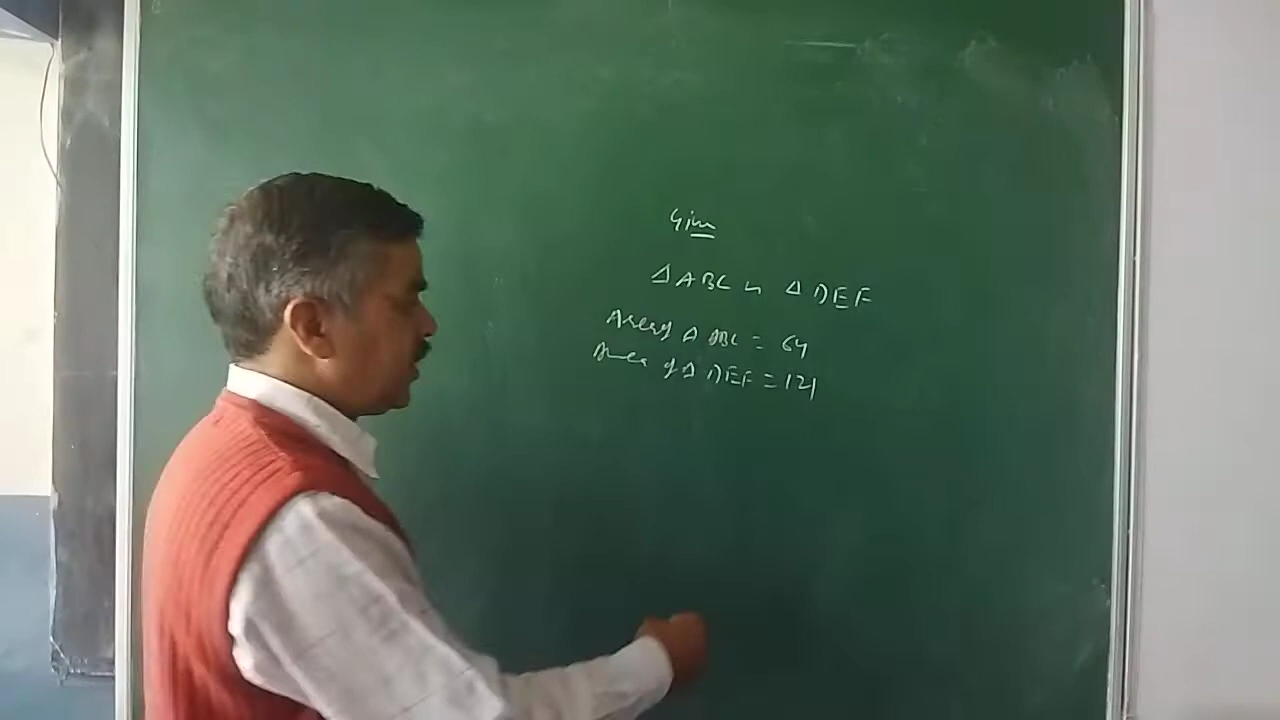 Given
Δ ABC ~ Δ DEF
Area of Δ ABC = 64
Area of Δ DEF = 121